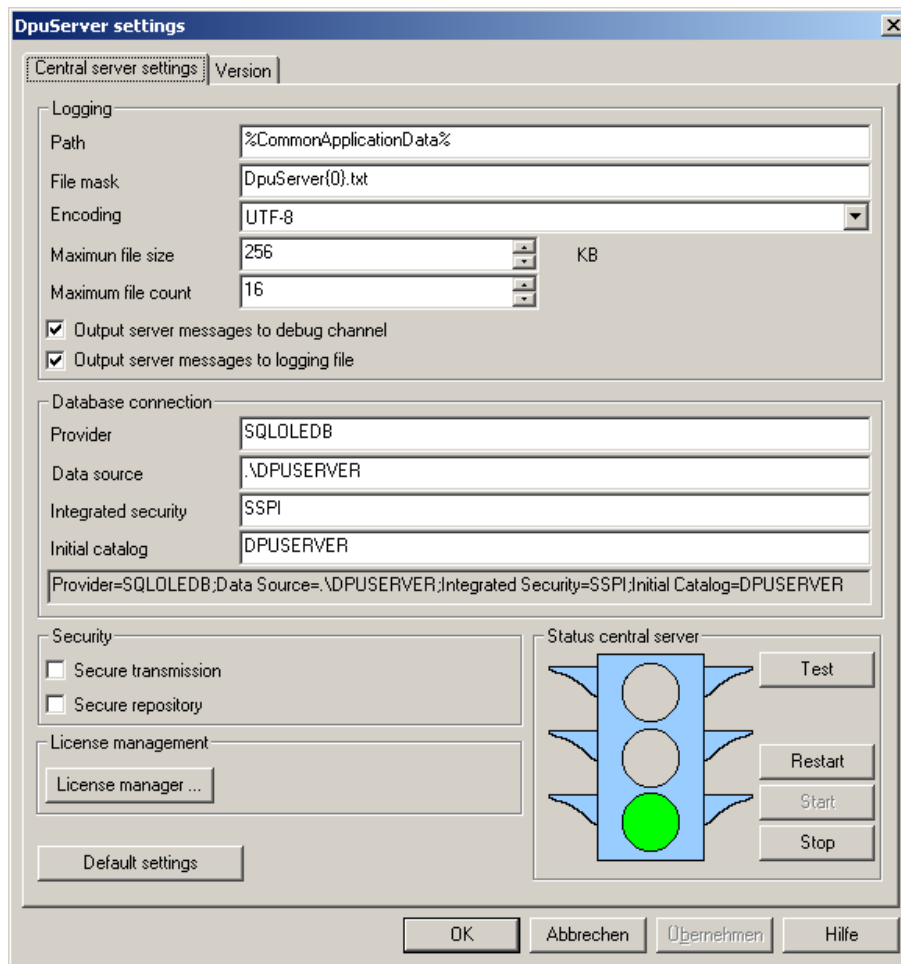 DpuServer settings
Central server settings
Version
Logging
Path
%CommonApplicationData%
File mask
DpuServer{0}.txt
Encoding
UTF-8
Maximun file size
256
KB
Maximum file count
16
Output server messages to debug channel
Output server messages to logging file
Database connection
Provider
SQLOLEDB
Data source
.\DPUSERVER
Integrated security
SSPI
Initial catalog
DPUSERVER
Provider=SQLOLEDB;Data Source=.\DPUSERVER;Integrated Security=SSPI;Initial Catalog=DPUSERVER
Security
Secure transmission
Secure repository
License management
License manager ...
Default settings
Status central server
Test
Restart
Start
Stop
OK
Abbrechen
Übernehmen
Hilfe